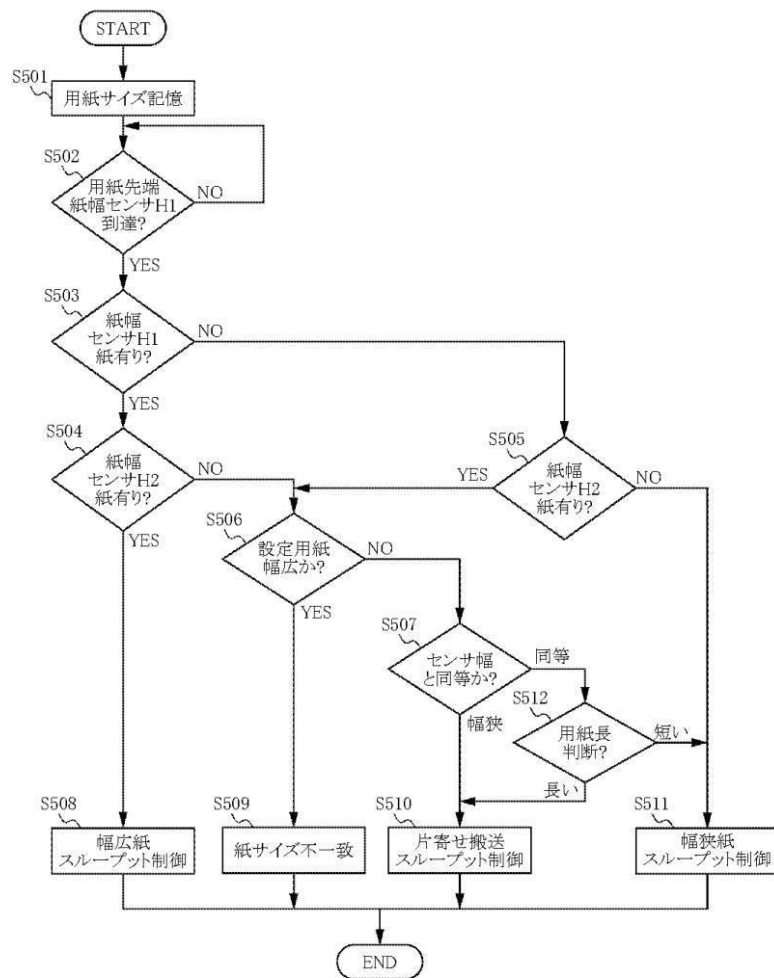 START
S501
用紙サイズ記憶
S502
用紙先端
紙幅センサH1
到達?
NO
YES
S503
紙幅
センサH1
紙有り?
NO
YES
S504
紙幅
センサH2
紙有り?
NO
YES
S505
紙幅
センサH2
紙有り?
YES
NO
S506
設定用紙
幅広か?
NO
YES
S507
センサ幅
と同等か?
同等
幅狭
S512
用紙長
判断?
短い
長い
S508
幅広紙
スループット制御
S509
紙サイズ不一致
S510
片寄せ搬送
スループット制御
S511
幅狭紙
スループット制御
END